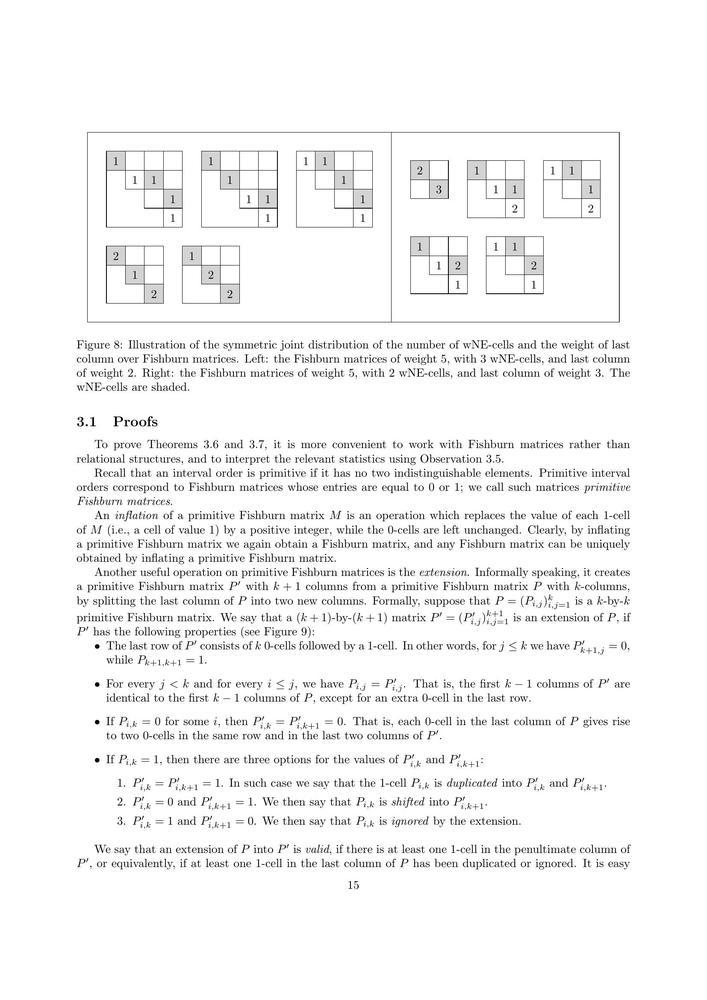 1 1 1 1
1 1 1 1
1 1 1 1
1 1 1
2 1
1 2
2 2
2 1 1 1
3 1 1 1
2 2
1 1 1
1 2 2
1 1
Figure 8: Illustration of the symmetric joint distribution of the number of wNE-cells and the weight of last
column over Fishburn matrices. Left: the Fishburn matrices of weight 5, with 3 wNE-cells, and last column
of weight 2. Right: the Fishburn matrices of weight 5, with 2 wNE-cells, and last column of weight 3. The
wNE-cells are shaded.
3.1 Proofs
To prove Theorems 3.6 and 3.7, it is more convenient to work with Fishburn matrices rather than
relational structures, and to interpret the relevant statistics using Observation 3.5.
Recall that an interval order is primitive if it has no two indistinguishable elements. Primitive interval
orders correspond to Fishburn matrices whose entries are equal to 0 or 1; we call such matrices primitive
Fishburn matrices.
An inflation of a primitive Fishburn matrix M is an operation which replaces the value of each 1-cell
of M (i.e., a cell of value 1) by a positive integer, while the 0-cells are left unchanged. Clearly, by inflating
a primitive Fishburn matrix we again obtain a Fishburn matrix, and any Fishburn matrix can be uniquely
obtained by inflating a primitive Fishburn matrix.
Another useful operation on primitive Fishburn matrices is the extension. Informally speaking, it creates
a primitive Fishburn matrix P′ with k + 1 columns from a primitive Fishburn matrix P with k-columns,
by splitting the last column of P into two new columns. Formally, suppose that P = (P_{i,j})^k_{i,j=1} is a k-by-k
primitive Fishburn matrix. We say that a (k + 1)-by-(k + 1) matrix P′ = (P′_{i,j})^{k+1}_{i,j=1} is an extension of P, if
P′ has the following properties (see Figure 9):
• The last row of P′ consists of k 0-cells followed by a 1-cell. In other words, for j ≤ k we have P′_{k+1,j} = 0,
while P_{k+1,k+1} = 1.
• For every j < k and for every i ≤ j, we have P_{i,j} = P′_{i,j}. That is, the first k − 1 columns of P′ are
identical to the first k − 1 columns of P, except for an extra 0-cell in the last row.
• If P_{i,k} = 0 for some i, then P′_{i,k} = P′_{i,k+1} = 0. That is, each 0-cell in the last column of P gives rise
to two 0-cells in the same row and in the last two columns of P′.
• If P_{i,k} = 1, then there are three options for the values of P′_{i,k} and P′_{i,k+1}:
1. P′_{i,k} = P′_{i,k+1} = 1. In such case we say that the 1-cell P_{i,k} is duplicated into P′_{i,k} and P′_{i,k+1}.
2. P′_{i,k} = 0 and P′_{i,k+1} = 1. We then say that P_{i,k} is shifted into P′_{i,k+1}.
3. P′_{i,k} = 1 and P′_{i,k+1} = 0. We then say that P_{i,k} is ignored by the extension.
We say that an extension of P into P′ is valid, if there is at least one 1-cell in the penultimate column of
P′, or equivalently, if at least one 1-cell in the last column of P has been duplicated or ignored. It is easy
15